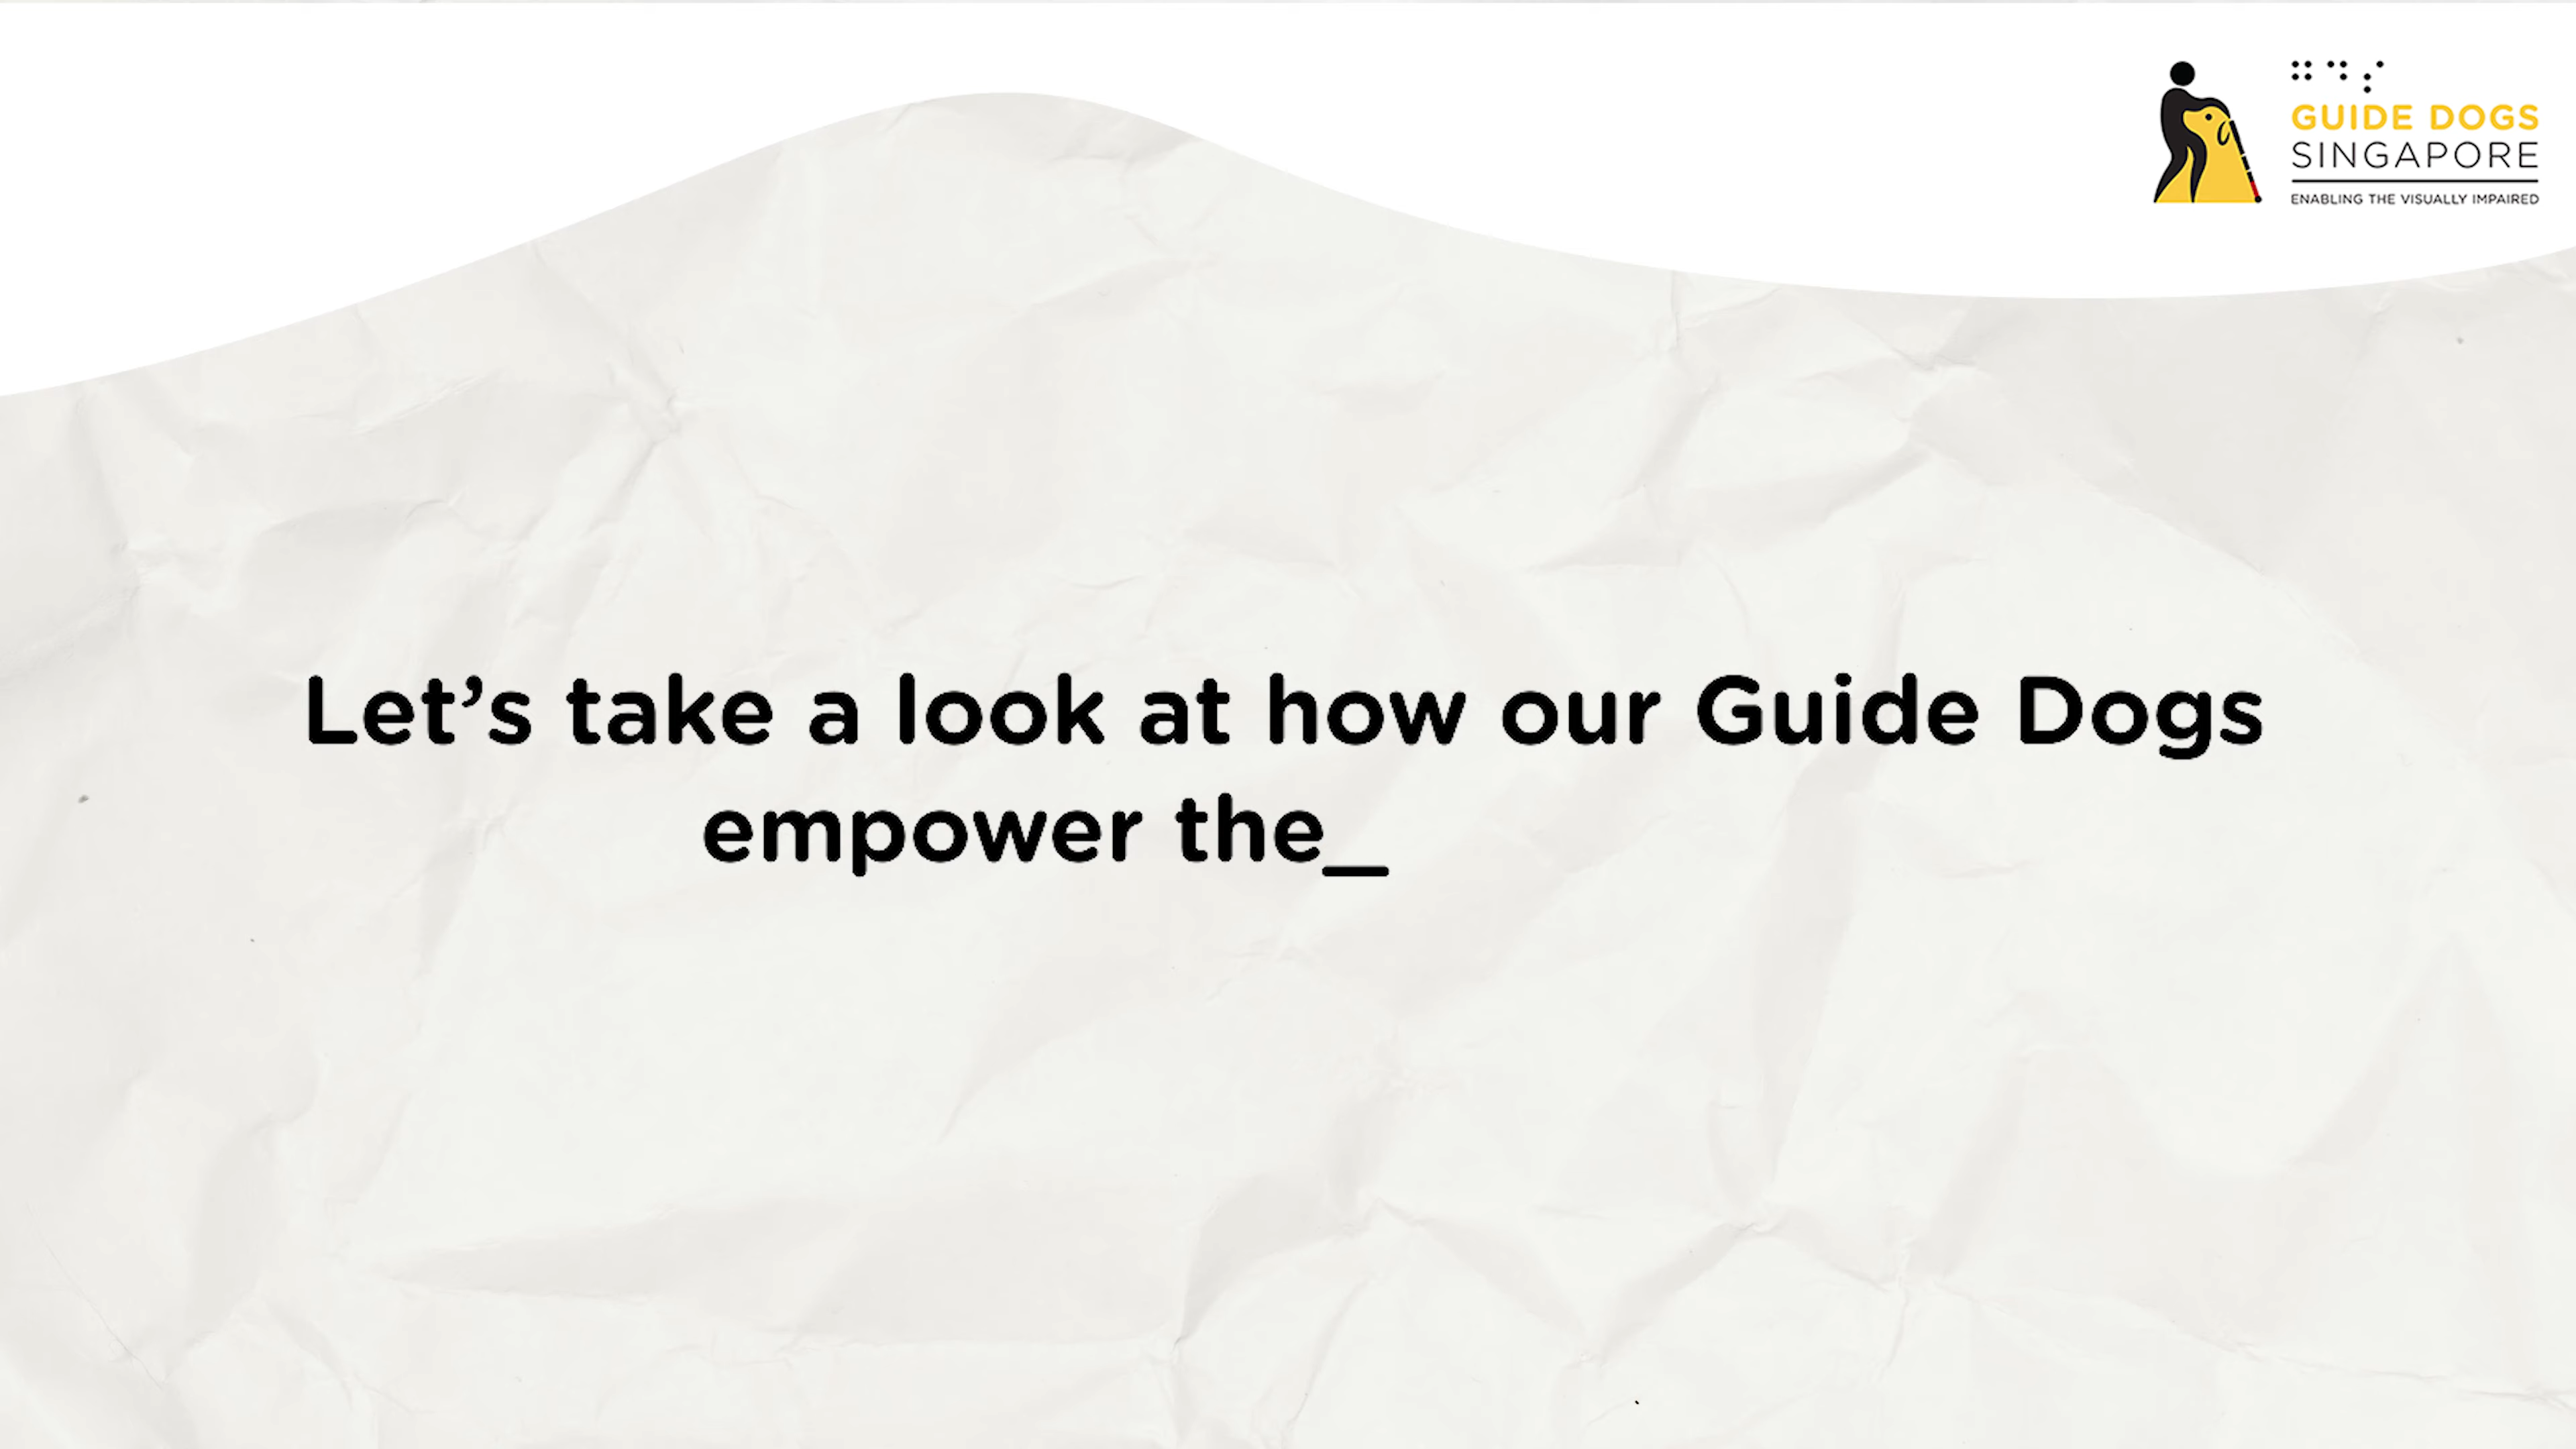 ⠛⠙⠎
GUIDE DOGS
SINGAPORE
ENABLING THE VISUALLY IMPAIRED
Let’s take a look at how our Guide Dogs
empower the_